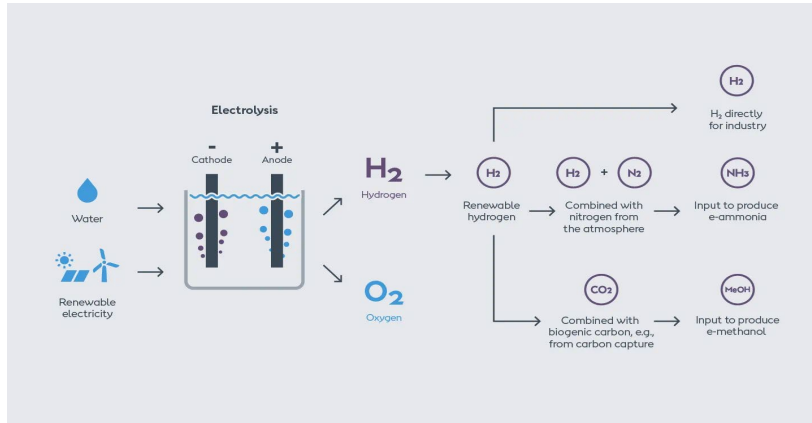 Electrolysis
-
+
Cathode
Anode
Water
Renewable
electricity
H₂
Hydrogen
O₂
Oxygen
H₂
Renewable
hydrogen
H₂
H₂ directly
for industry
H₂ + N₂
Combined with
nitrogen from
the atmosphere
NH₃
Input to produce
e-ammonia
CO₂
Combined with
biogenic carbon, e.g.,
from carbon capture
MeOH
Input to produce
e-methanol